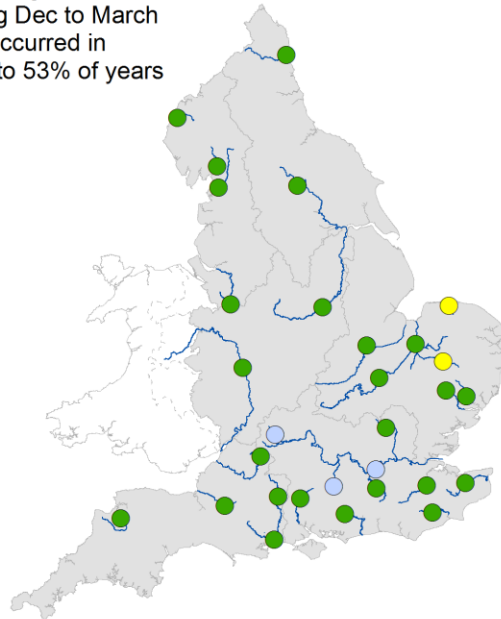 g Dec to March
ccurred in
to 53% of years